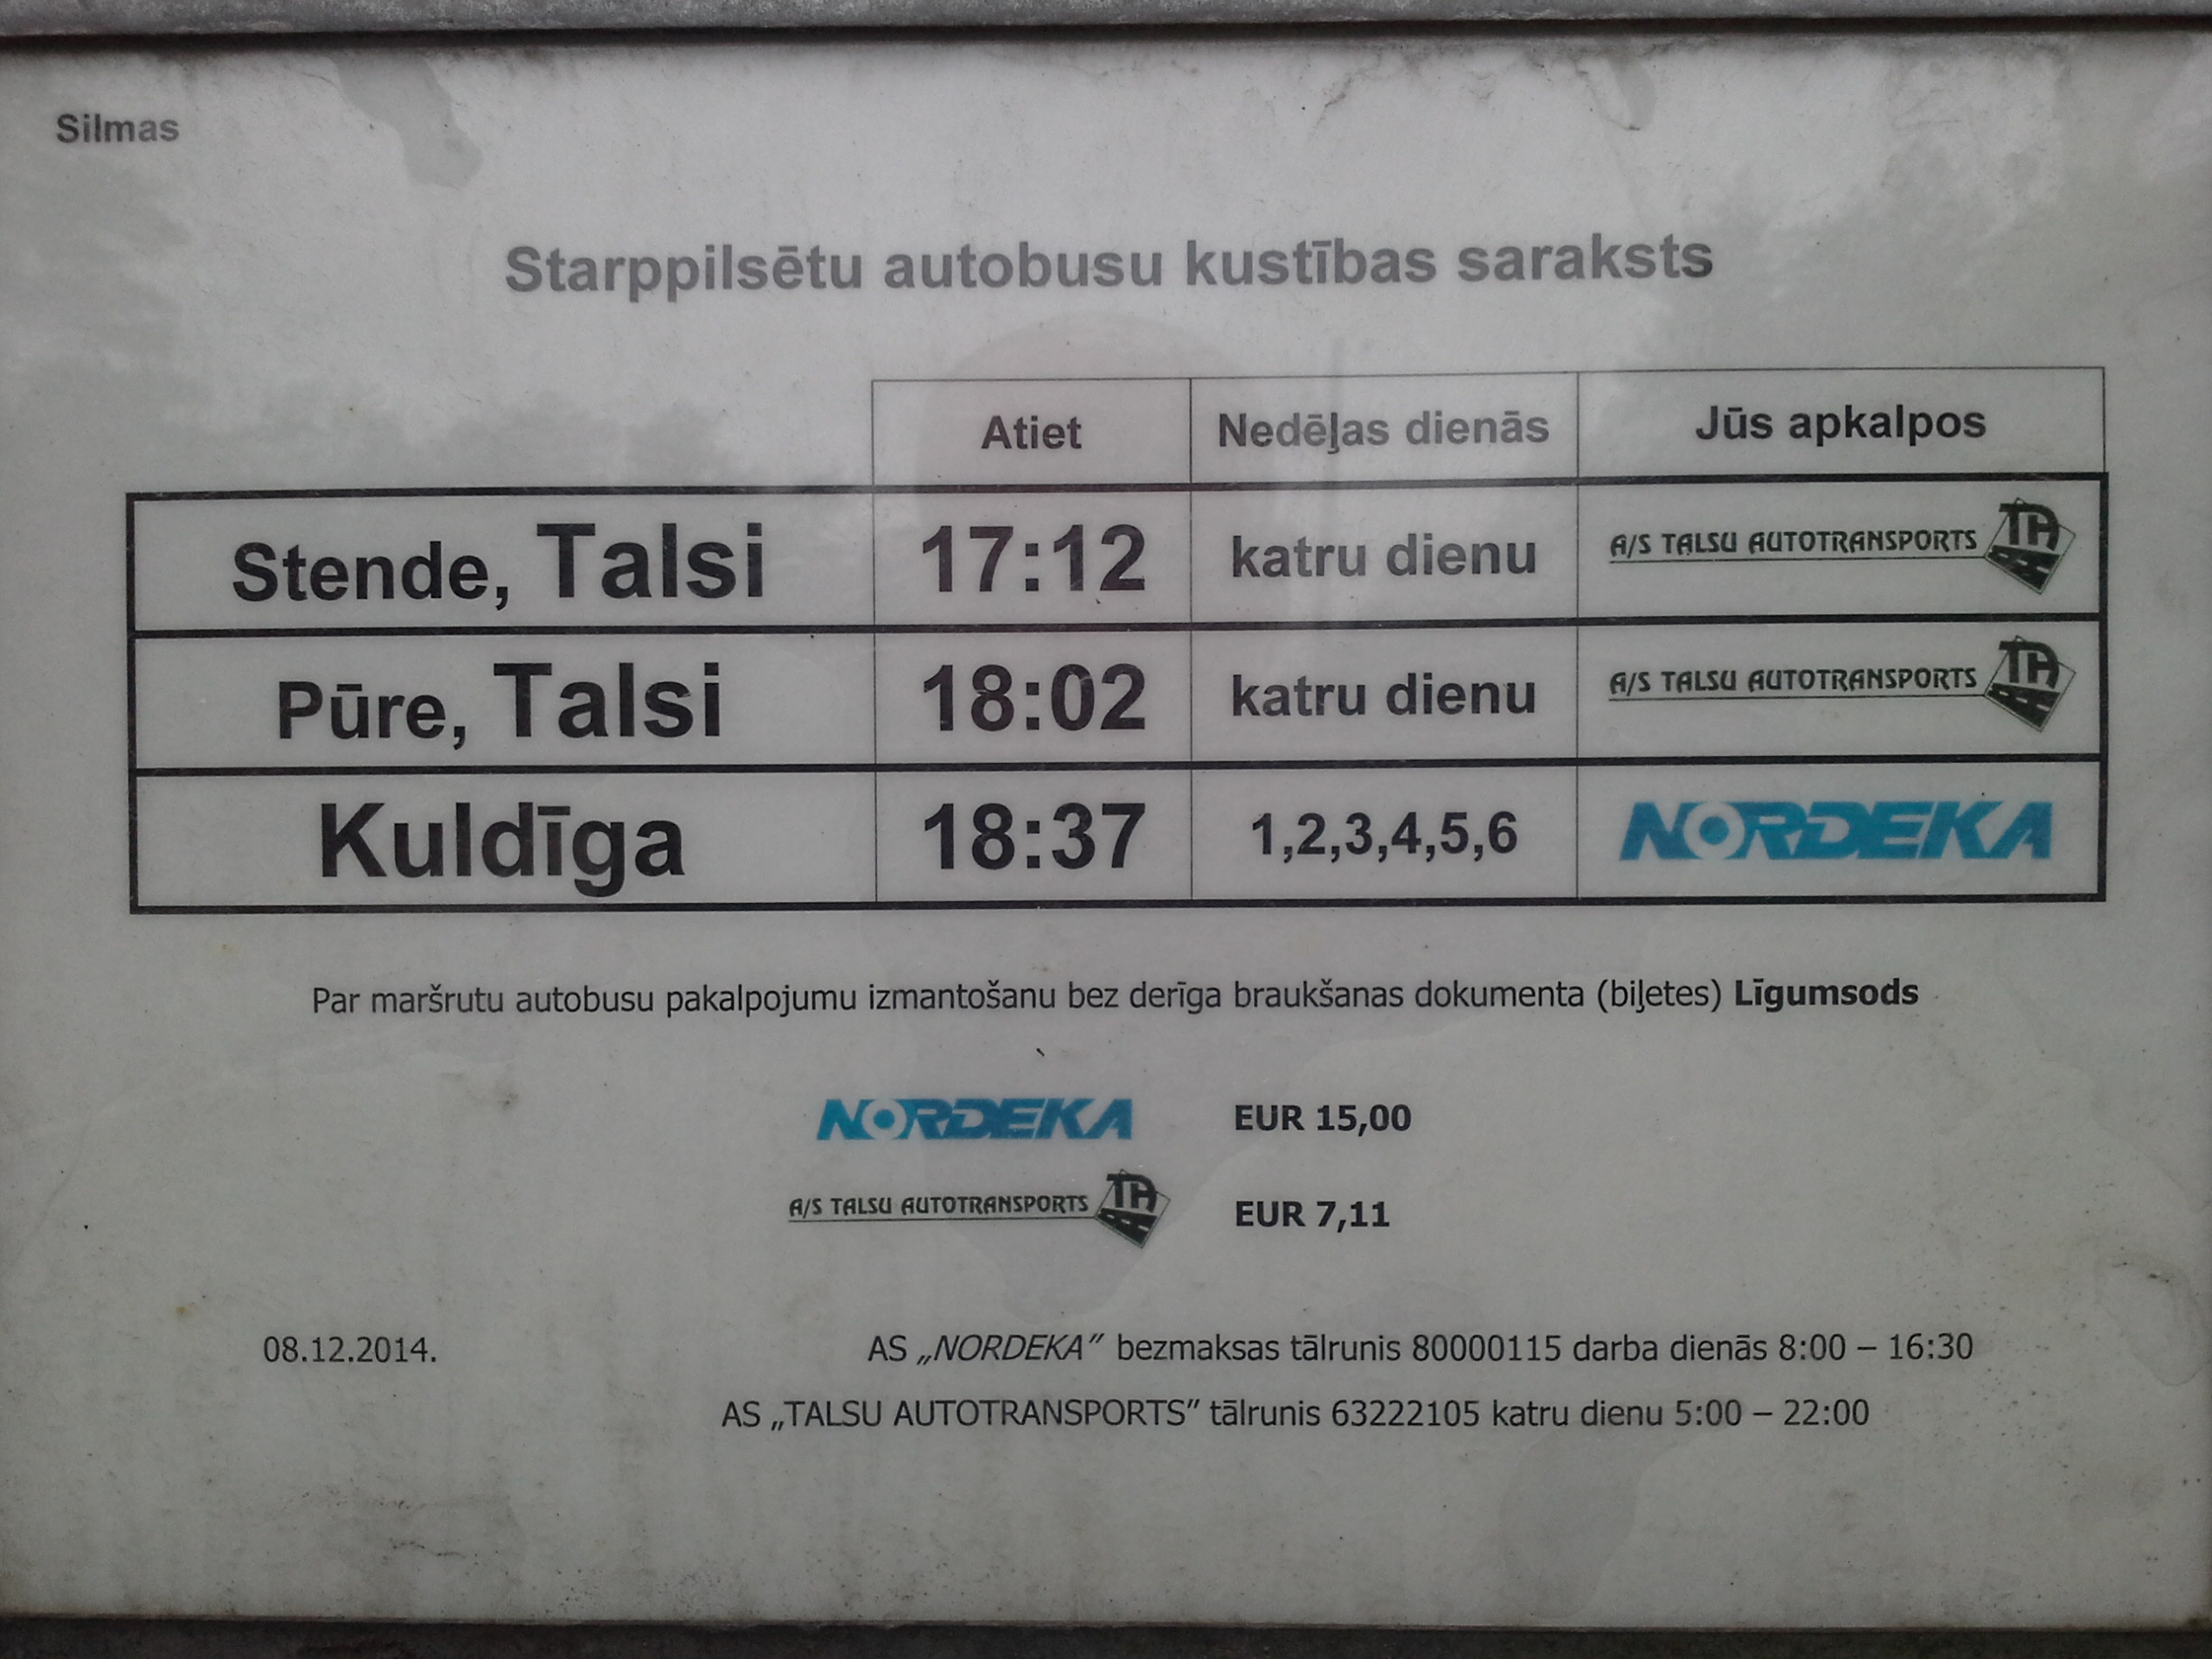 Silmas
Starppilsētu autobusu kustības saraksts
Atiet Nedēļas dienās Jūs apkalpos
Stende, Talsi 17:12 katru dienu A/S TALSU AUTOTRANSPORTS TA
Pūre, Talsi 18:02 katru dienu A/S TALSU AUTOTRANSPORTS TA
Kuldīga 18:37 1,2,3,4,5,6 NORDEKA
Par maršrutu autobusu pakalpojumu izmantošanu bez derīga braukšanas dokumenta (biļetes) Līgumsods
NORDEKA EUR 15,00
A/S TALSU AUTOTRANSPORTS TA EUR 7,11
08.12.2014. AS „NORDEKA” bezmaksas tālrunis 80000115 darba dienās 8:00 – 16:30
AS „TALSU AUTOTRANSPORTS” tālrunis 63222105 katru dienu 5:00 – 22:00